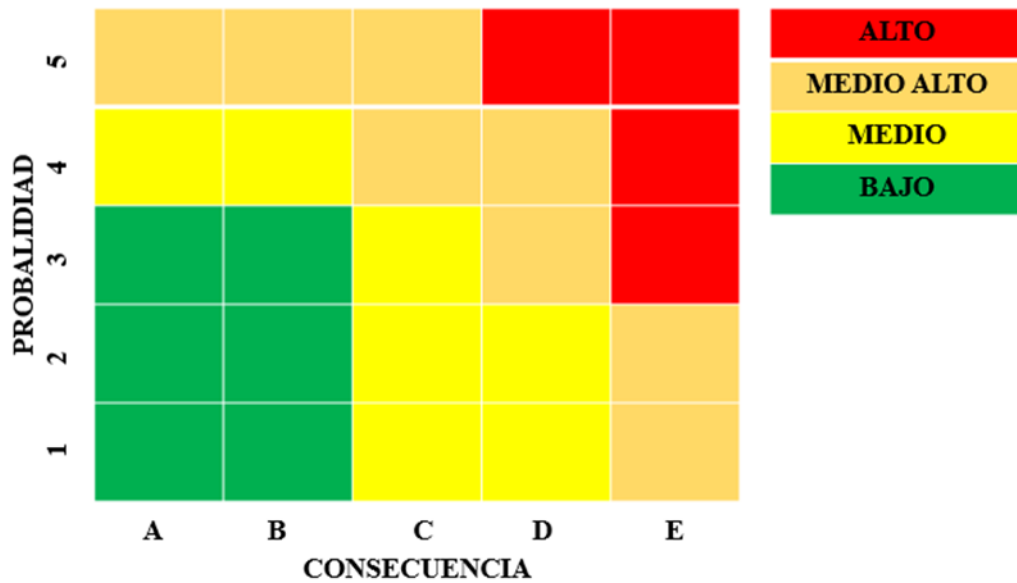 PROBALIDIAD
5
4
3
2
1
A B C D E
CONSECUENCIA
ALTO
MEDIO ALTO
MEDIO
BAJO